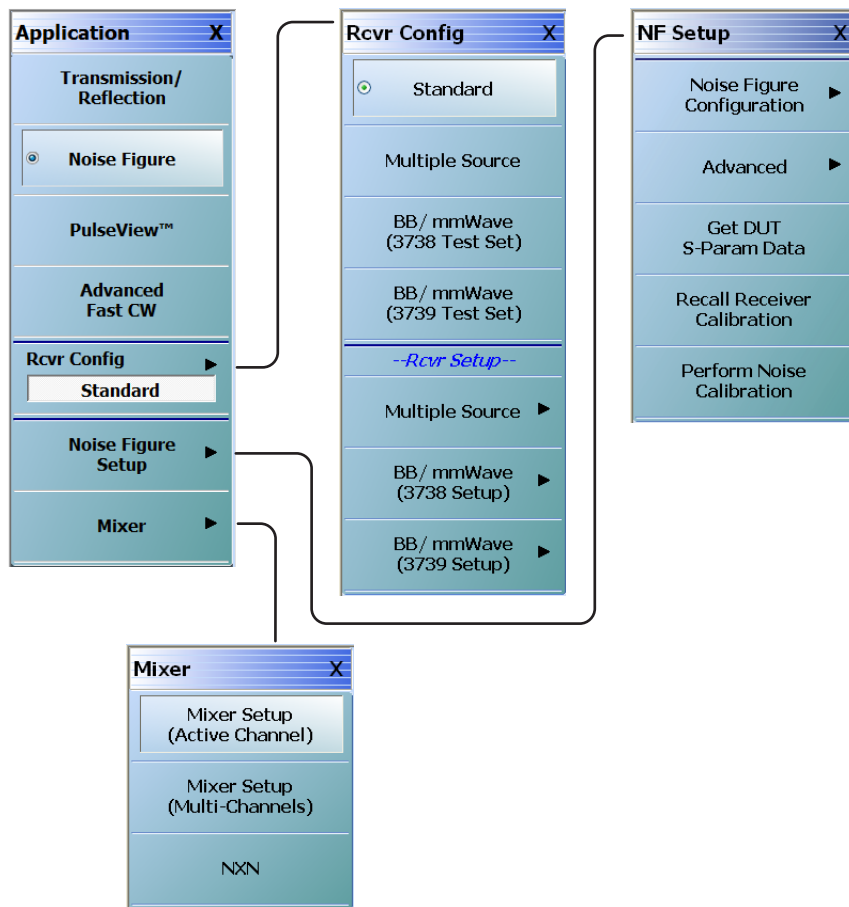 Application X
Transmission/
Reflection
Noise Figure
PulseView™
Advanced
Fast CW
Rcvr Config
Standard
Noise Figure
Setup
Mixer
Rcvr Config X
Standard
Multiple Source
BB/ mmWave
(3738 Test Set)
BB/ mmWave
(3739 Test Set)
--Rcvr Setup--
Multiple Source
BB/ mmWave
(3738 Setup)
BB/ mmWave
(3739 Setup)
NF Setup X
Noise Figure
Configuration
Advanced
Get DUT
S-Param Data
Recall Receiver
Calibration
Perform Noise
Calibration
Mixer X
Mixer Setup
(Active Channel)
Mixer Setup
(Multi-Channels)
NXN